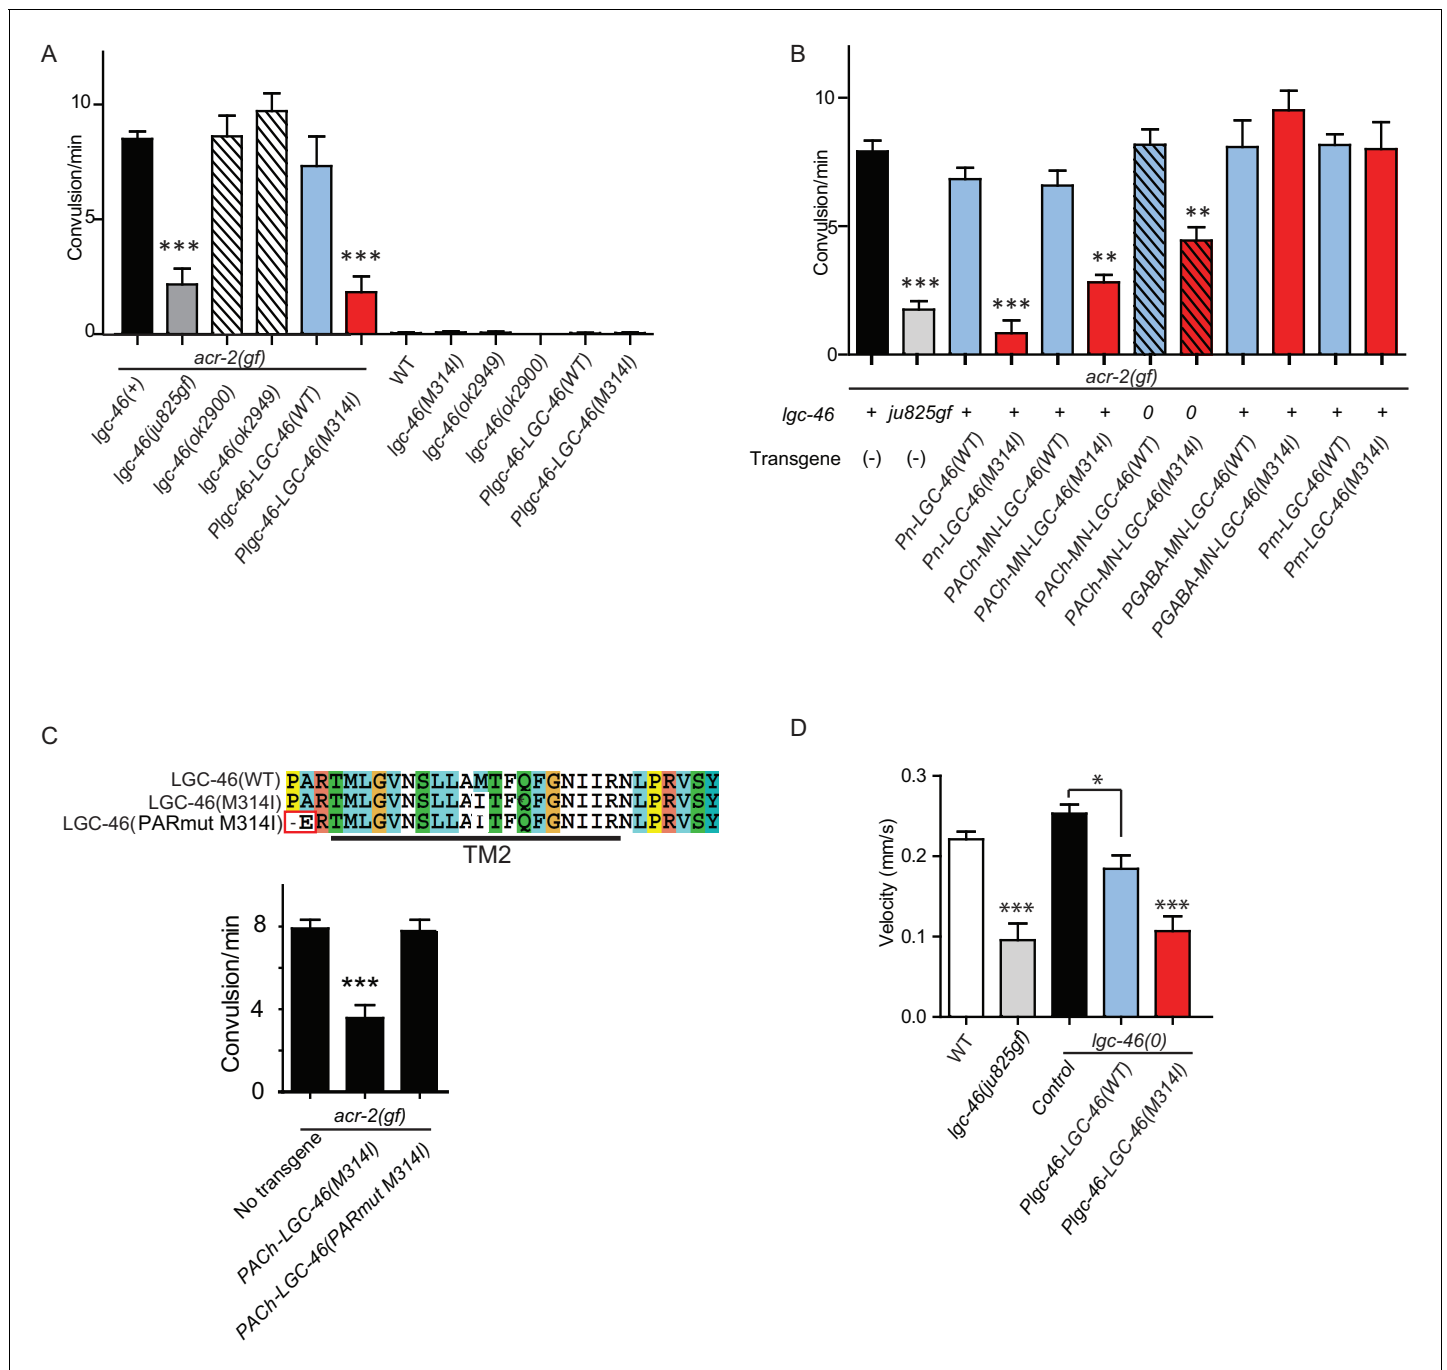 A
Convulsion/min
10
5
0
***
***
acr-2(gf)
lgc-46(+)
lgc-46(ju825gf)
lgc-46(ok2900)
lgc-46(ok2949)
Plgc-46-LGC-46(WT)
Plgc-46-LGC-46(M314I)
WT
lgc-46(M314I)
lgc-46(ok2949)
lgc-46(ok2900)
Plgc-46-LGC-46(WT)
Plgc-46-LGC-46(M314I)
B
Convulsion/min
10
5
0
***
***
**
**
acr-2(gf)
lgc-46 + ju825gf + + + + 0 0 + + + +
Transgene (-) (-)
Pn-LGC-46(WT)
Pn-LGC-46(M314I)
PACh-MN-LGC-46(WT)
PACh-MN-LGC-46(M314I)
PACh-MN-LGC-46(WT)
PACh-MN-LGC-46(M314I)
PGABA-MN-LGC-46(WT)
PGABA-MN-LGC-46(M314I)
Pm-LGC-46(WT)
Pm-LGC-46(M314I)
C
LGC-46(WT) PARTMLGVNSLLAMTFQFGNIIRNLPRVSY
LGC-46(M314I) PARTMLGVNSLLAITFQFGNIIRNLPRVSY
LGC-46(PARmut M314I) -ERTMLGVNSLLAITFQFGNIIRNLPRVSY
TM2
Convulsion/min
8
4
0
***
acr-2(gf)
No transgene
PACh-LGC-46(M314I)
PACh-LGC-46(PARmut M314I)
D
Velocity (mm/s)
0.3
0.2
0.1
0.0
***
*
***
WT
lgc-46(ju825gf)
lgc-46(0)
Control
Plgc-46-LGC-46(WT)
Plgc-46-LGC-46(M314I)